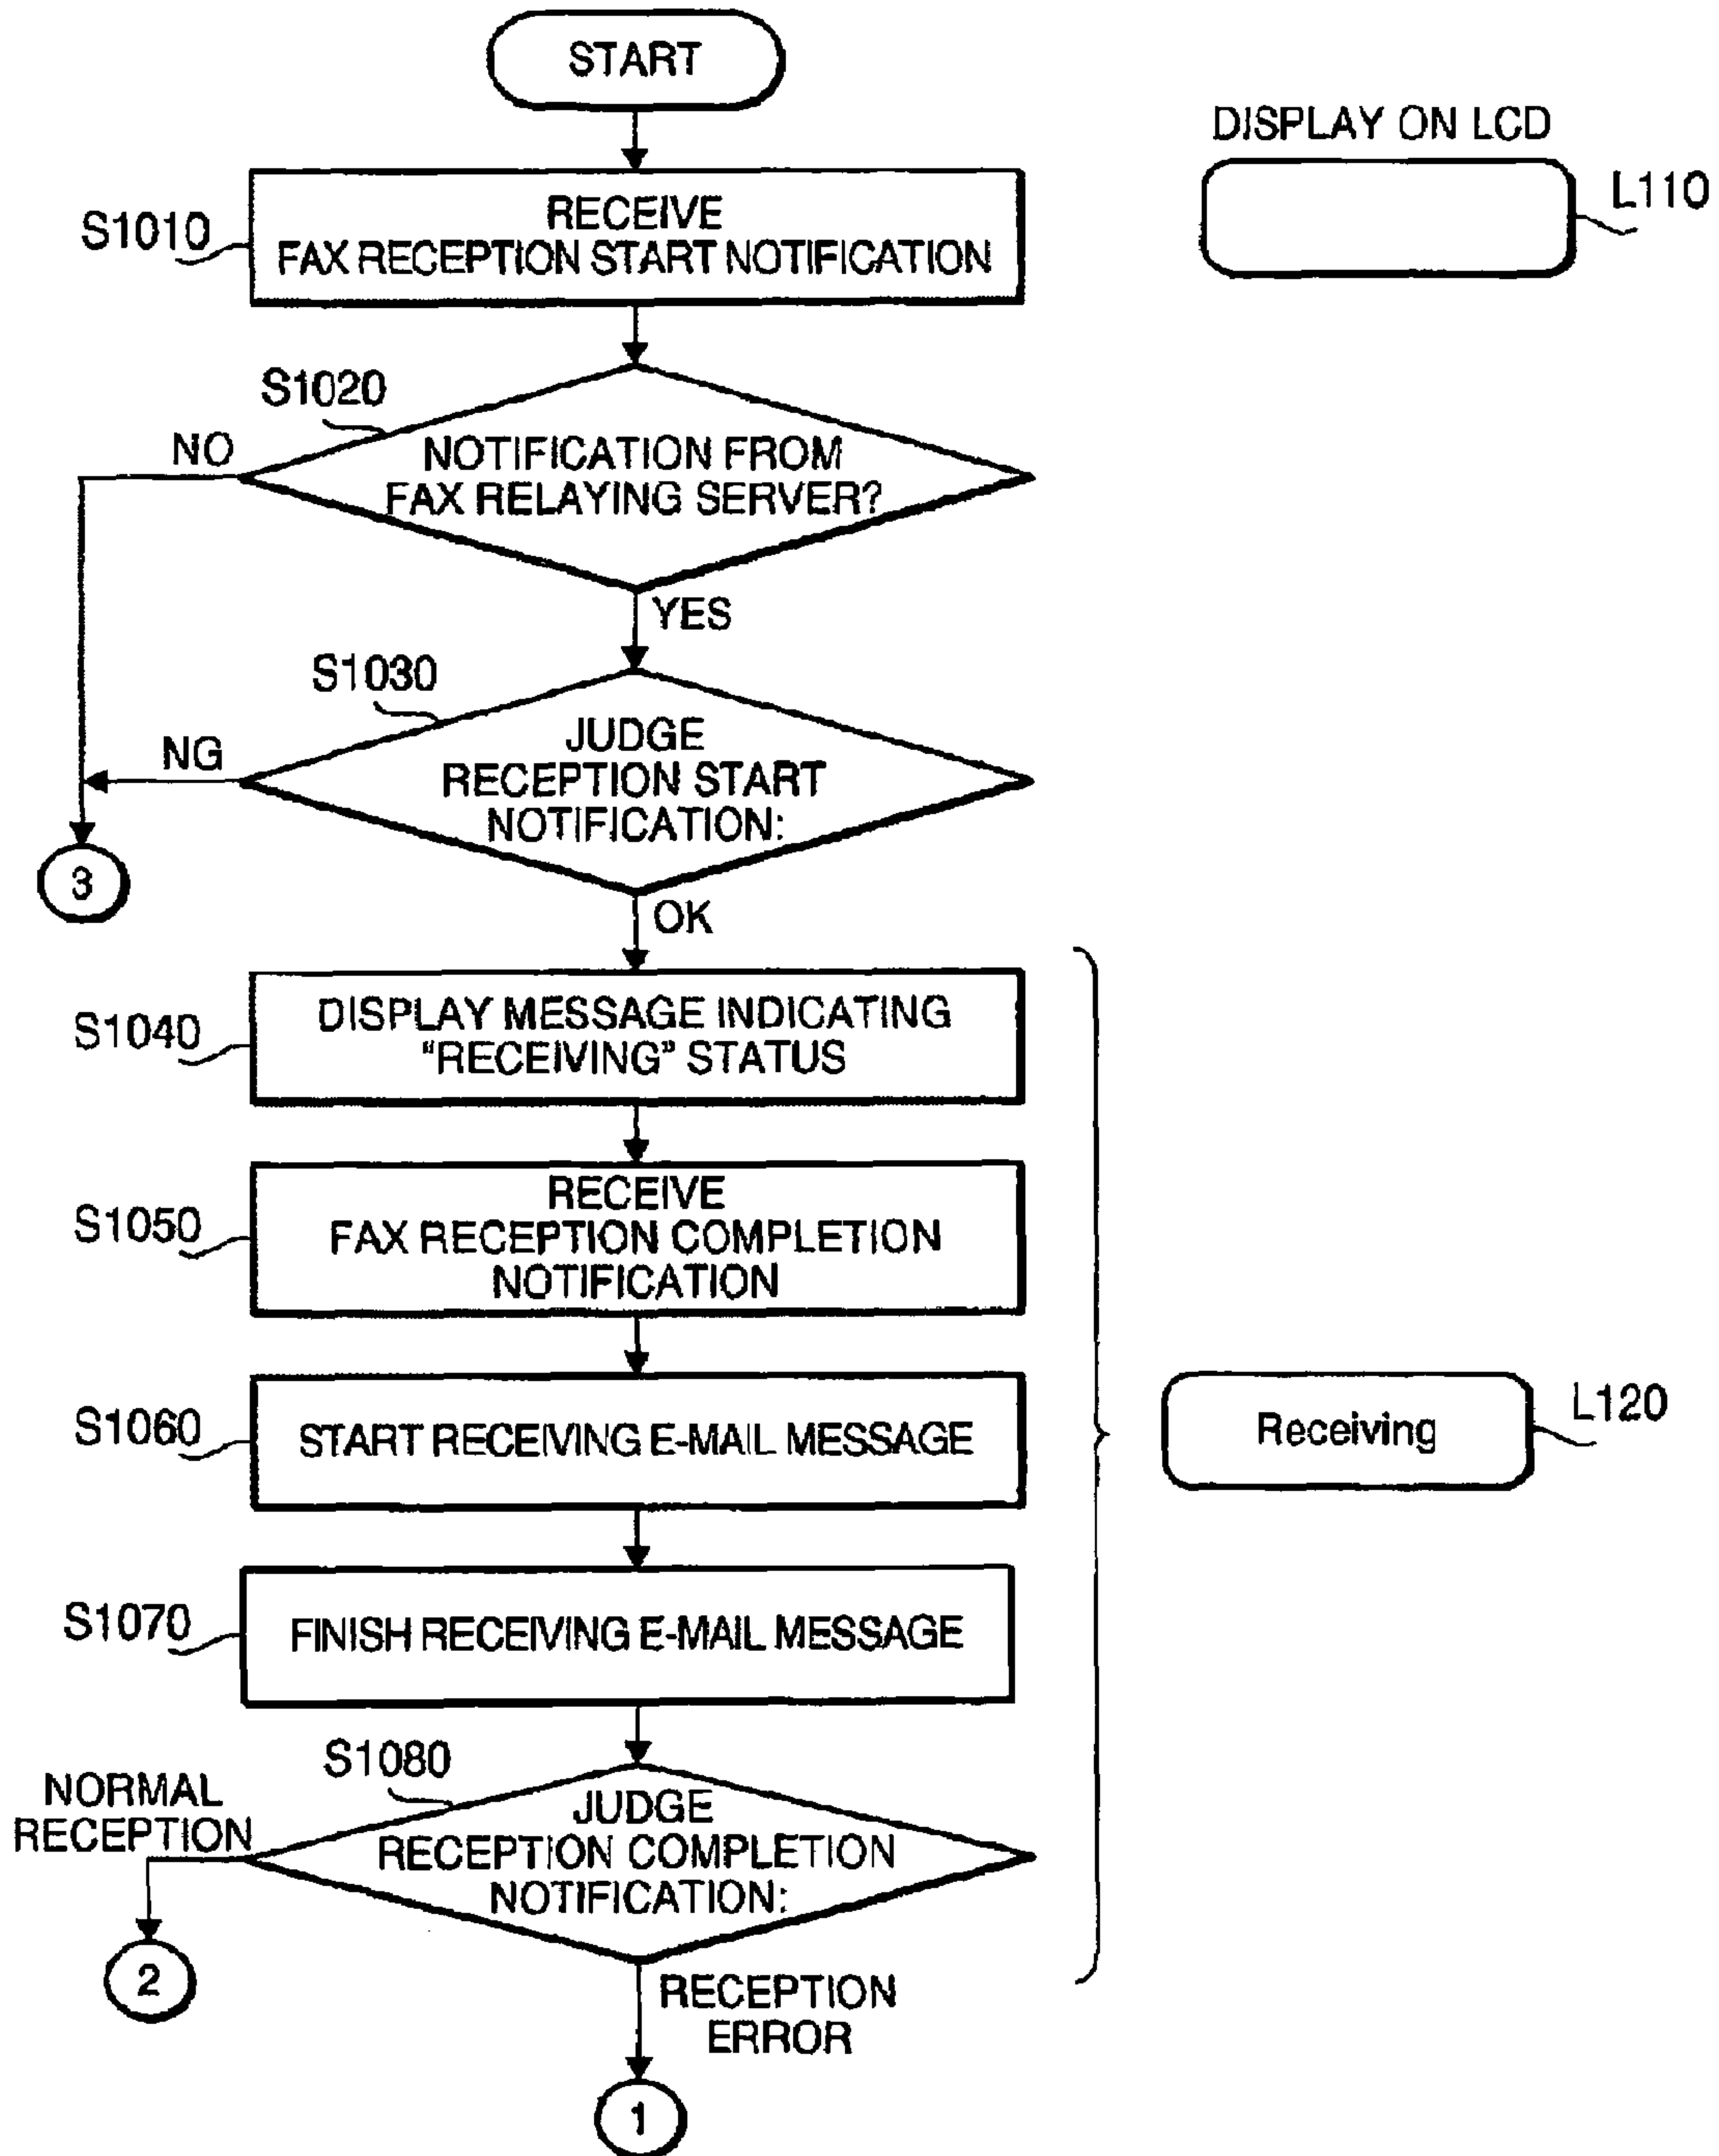 START
DISPLAY ON LCD
L110
S1010
RECEIVE
FAX RECEPTION START NOTIFICATION
S1020
NO
NOTIFICATION FROM
FAX RELAYING SERVER?
YES
S1030
NG
JUDGE
RECEPTION START
NOTIFICATION:
3
OK
S1040
DISPLAY MESSAGE INDICATING
"RECEIVING" STATUS
S1050
RECEIVE
FAX RECEPTION COMPLETION
NOTIFICATION
S1060
START RECEIVING E-MAIL MESSAGE
Receiving
L120
S1070
FINISH RECEIVING E-MAIL MESSAGE
S1080
NORMAL
RECEPTION
JUDGE
RECEPTION COMPLETION
NOTIFICATION:
2
RECEPTION
ERROR
1